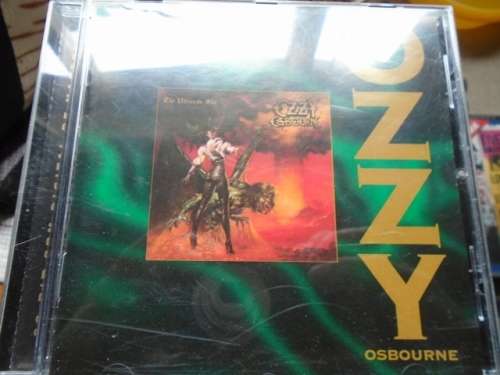 The Ultimate Sin
OZZY
OSBOURNE
OZZY
OSBOURNE